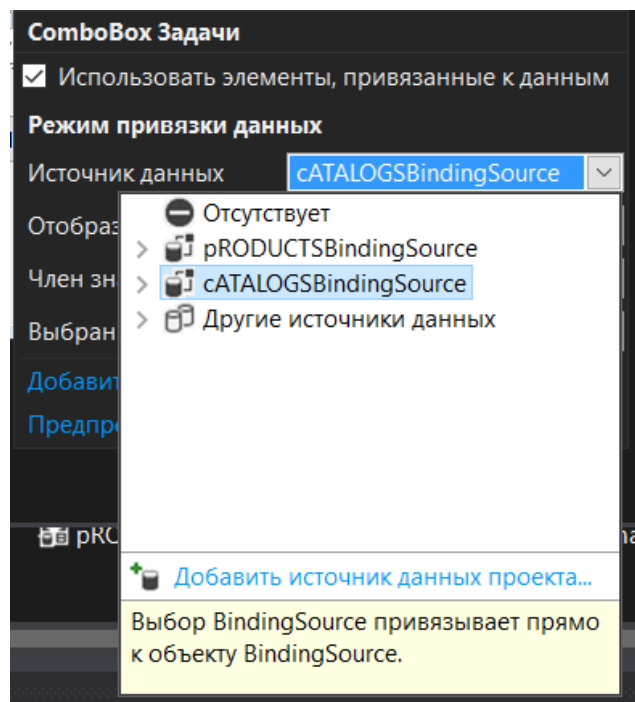 ComboBox Задачи
Использовать элементы, привязанные к данным
Режим привязки данных
Источник данных cATALOGSBindingSource
Отсутствует
pRODUCTSBindingSource
cATALOGSBindingSource
Другие источники данных
Член
Добавить источник данных проекта...
Выбор BindingSource привязывает прямо
к объекту BindingSource.